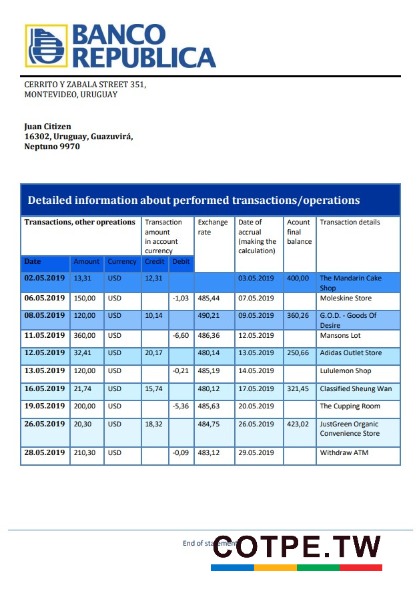 BANCO
REPUBLICA
CERRITO Y ZABALA STREET 351,
MONTEVIDEO, URUGUAY
Juan Citizen
16302, Uruguay, Guazuvirá,
Neptuno 9970
Detailed information about performed transactions/operations
Transactions, other opreations Transaction amount in account currency Exchange rate Date of accrual (making the calculation) Acount final balance Transaction details
Date Amount Currency Credit Debit
02.05.2019 13,31 USD 12,31 03.05.2019 400,00 The Mandarin Cake Shop
06.05.2019 150,00 USD -1,03 485,44 07.05.2019 Moleskine Store
08.05.2019 120,00 USD 10,14 490,21 09.05.2019 360,26 G.O.D. - Goods Of Desire
11.05.2019 360,00 USD -6,60 486,36 12.05.2019 Mansons Lot
12.05.2019 32,41 USD 20,17 480,14 13.05.2019 250,66 Adidas Outlet Store
13.05.2019 120,00 USD -0,21 485,19 14.05.2019 Lululemon Shop
16.05.2019 21,74 USD 15,74 480,12 17.05.2019 321,45 Classified Sheung Wan
19.05.2019 200,00 USD -5,36 485,63 20.05.2019 The Cupping Room
26.05.2019 20,30 USD 18,32 484,75 26.05.2019 423,02 JustGreen Organic Convenience Store
28.05.2019 210,30 USD -0,09 483,12 29.05.2019 Withdraw ATM
End of statement
COTPE.TW